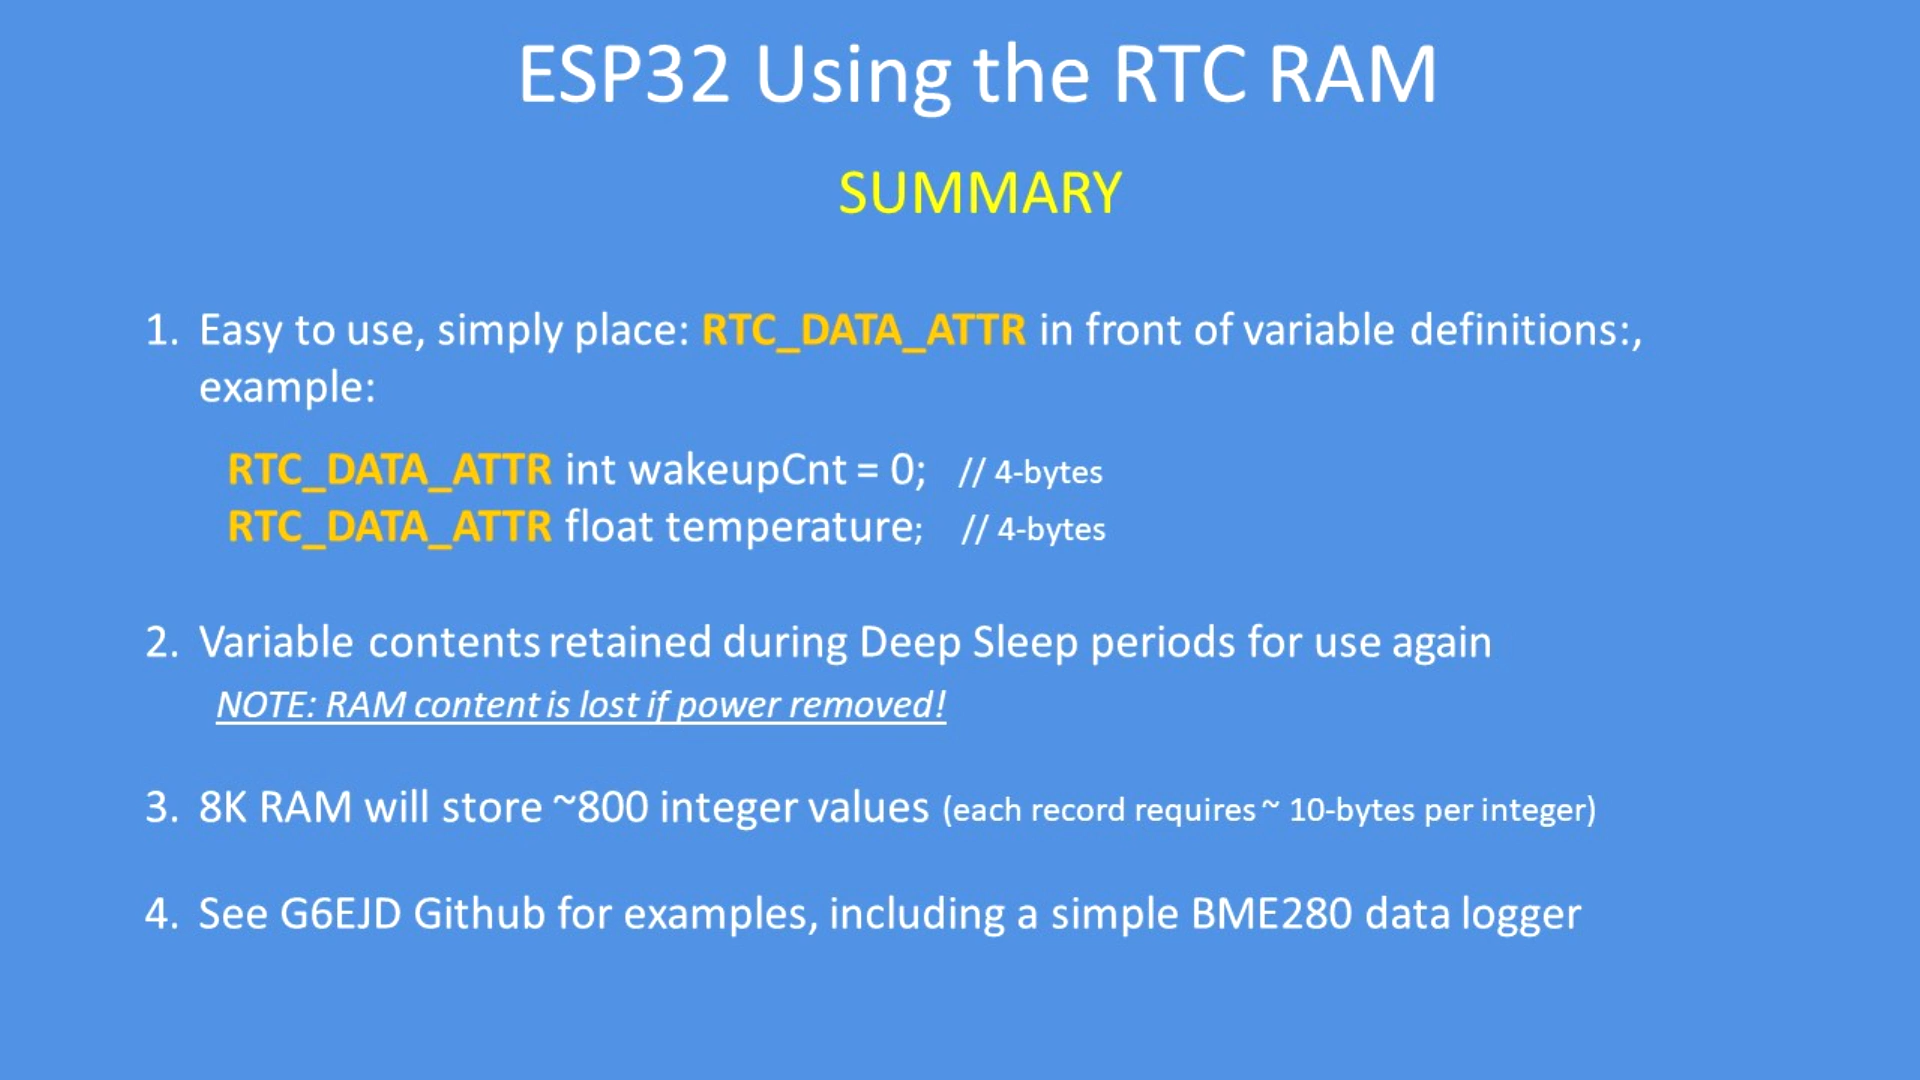 ESP32 Using the RTC RAM
SUMMARY
1. Easy to use, simply place: RTC_DATA_ATTR in front of variable definitions:,
example:
RTC_DATA_ATTR int wakeupCnt = 0; // 4-bytes
RTC_DATA_ATTR float temperature; // 4-bytes
2. Variable contents retained during Deep Sleep periods for use again
NOTE: RAM content is lost if power removed!
3. 8K RAM will store ~800 integer values (each record requires ~ 10-bytes per integer)
4. See G6EJD Github for examples, including a simple BME280 data logger